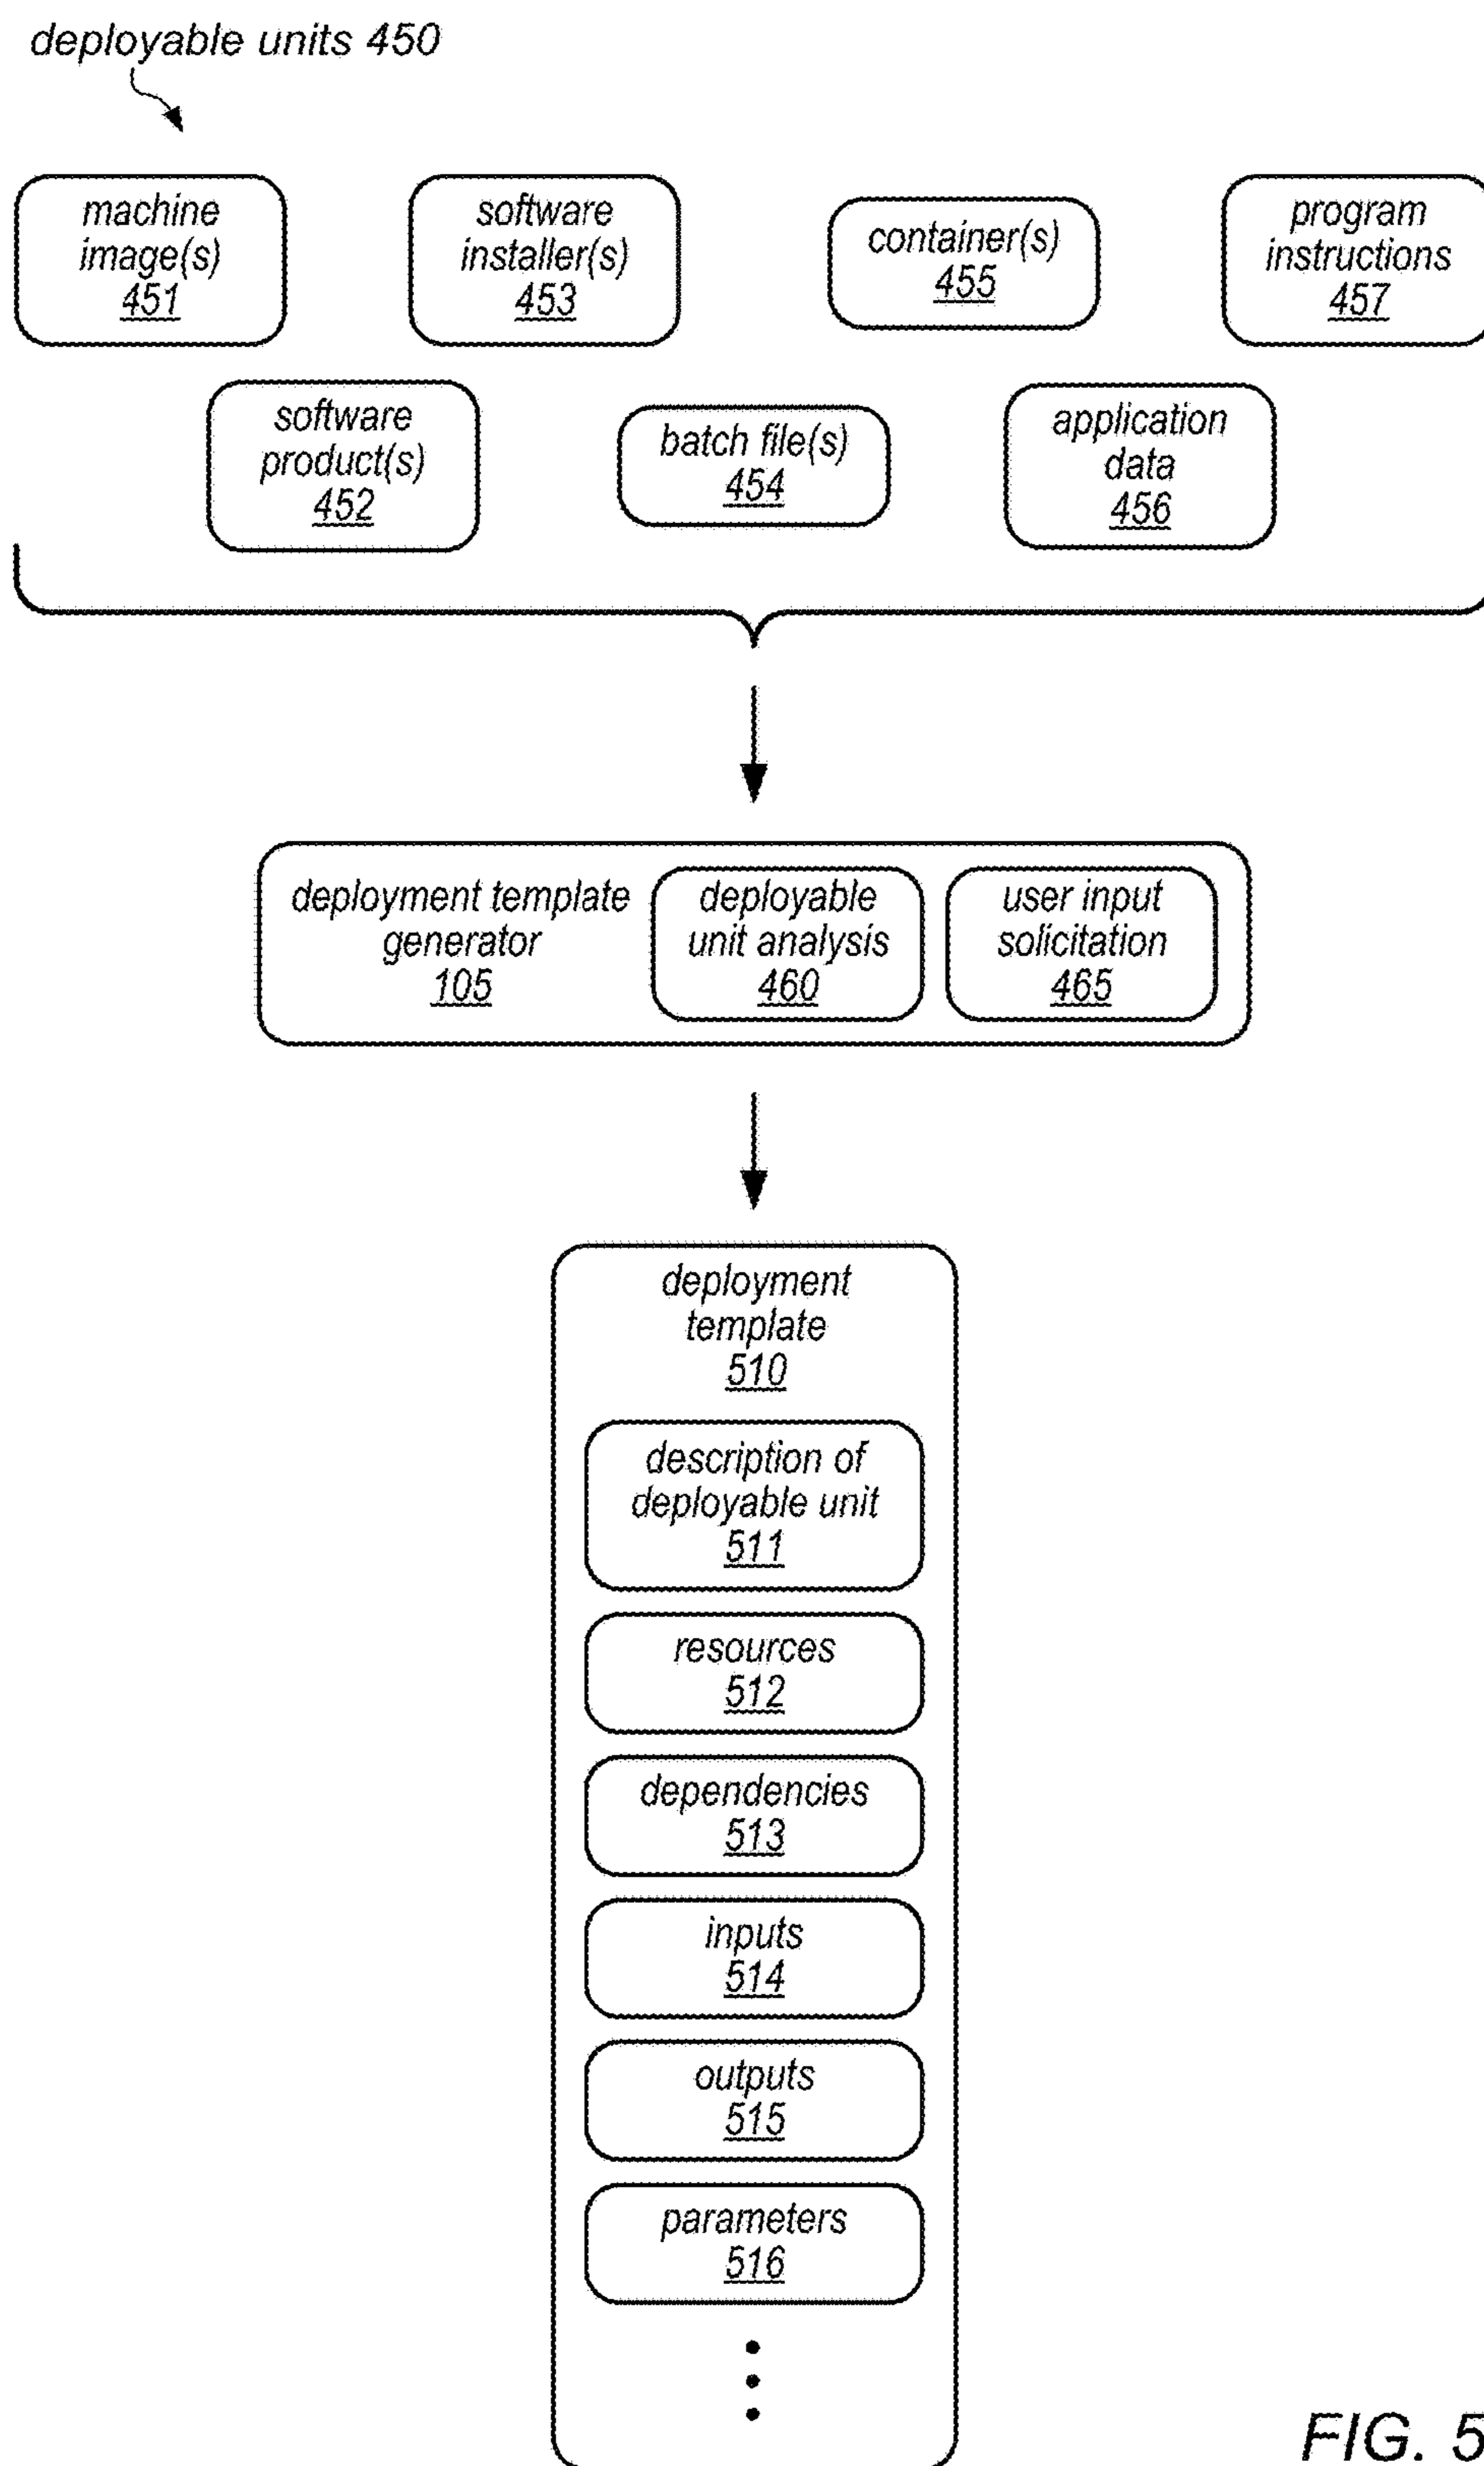 deployable units 450
machine
image(s)
451
software
installer(s)
453
container(s)
455
program
instructions
457
software
product(s)
452
batch file(s)
454
application
data
456
deployment template
generator
105
deployable
unit analysis
460
user input
solicitation
465
deployment
template
510
description of
deployable unit
511
resources
512
dependencies
513
inputs
514
outputs
515
parameters
516
FIG. 5